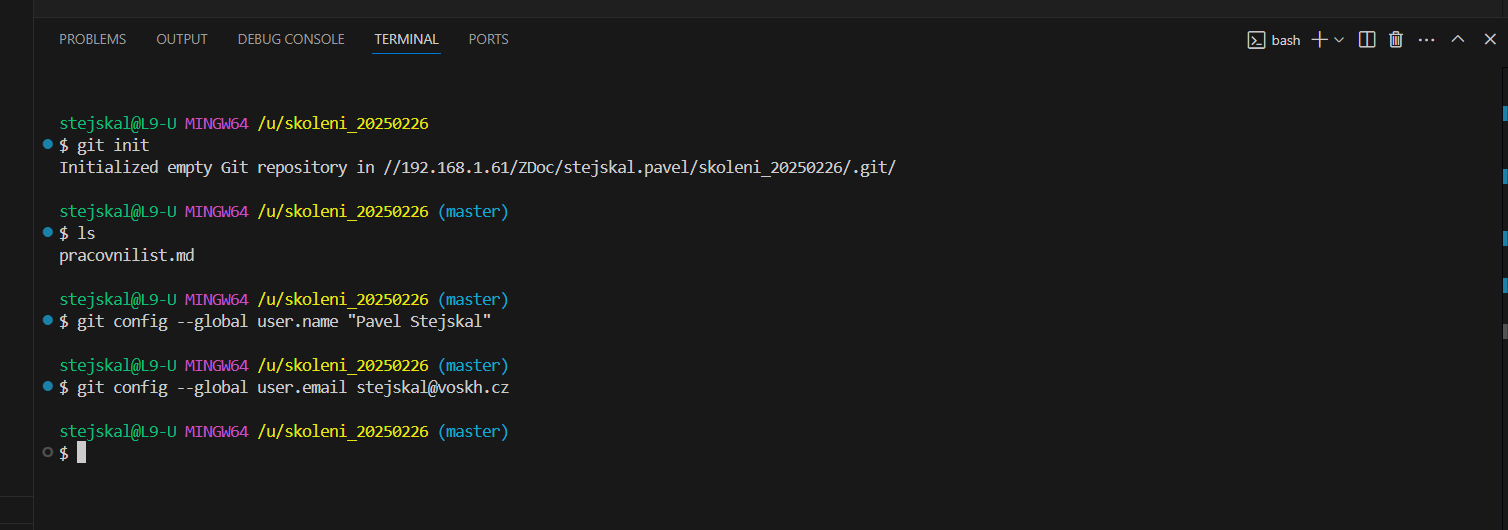 PROBLEMS OUTPUT DEBUG CONSOLE TERMINAL PORTS bash
stejskal@L9-U MINGW64 /u/skoleni_20250226
$ git init
Initialized empty Git repository in //192.168.1.61/ZDoc/stejskal.pavel/skoleni_20250226/.git/
stejskal@L9-U MINGW64 /u/skoleni_20250226 (master)
$ ls
pracovnilist.md
stejskal@L9-U MINGW64 /u/skoleni_20250226 (master)
$ git config --global user.name "Pavel Stejskal"
stejskal@L9-U MINGW64 /u/skoleni_20250226 (master)
$ git config --global user.email stejskal@voskh.cz
stejskal@L9-U MINGW64 /u/skoleni_20250226 (master)
$